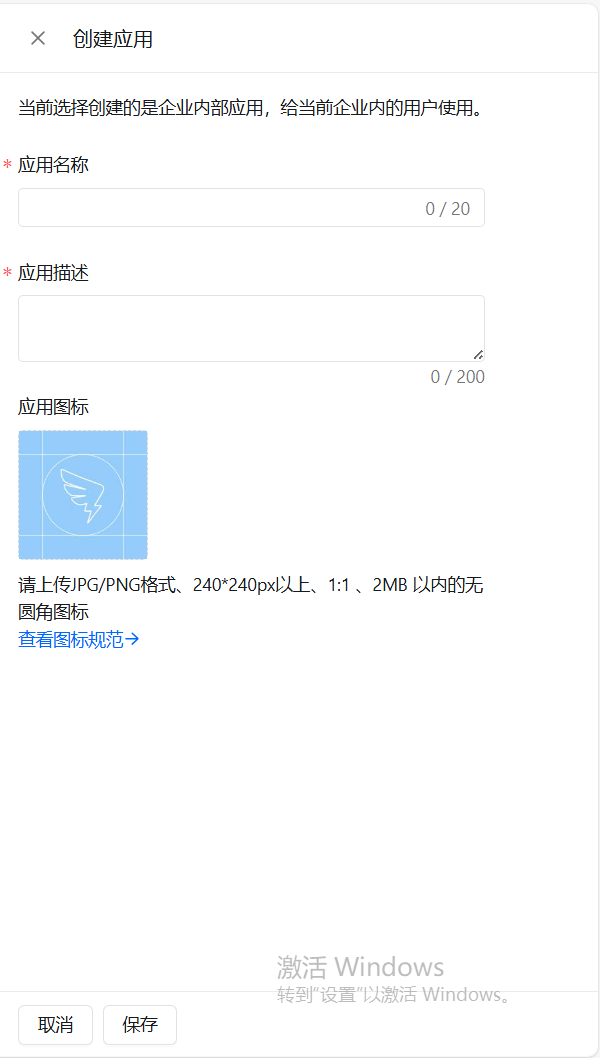 创建应用
当前选择创建的是企业内部应用，给当前企业内的用户使用。
* 应用名称
0 / 20
* 应用描述
0 / 200
应用图标
请上传JPG/PNG格式、240*240px以上、1:1 、2MB 以内的无
圆角图标
查看图标规范→
激活 Windows
转到“设置”以激活 Windows。
取消 保存